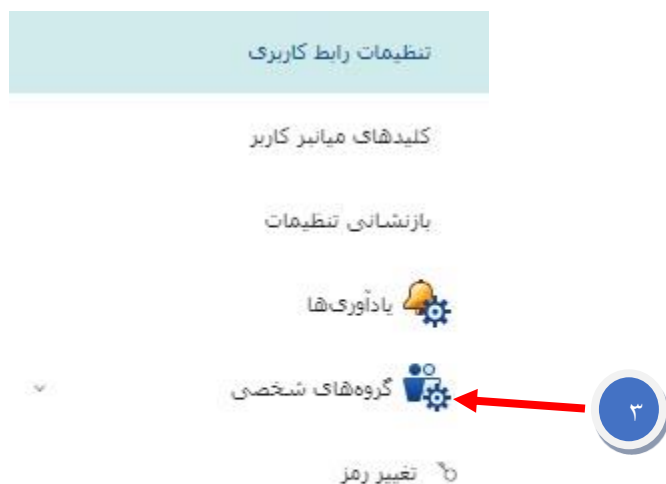 تنظیمات رابط کاربری
کلیدهای میانبر کاربر
بازنشانی تنظیمات
یادآوری‌ها
گروه‌های شخصی
۳
تغییر رمز